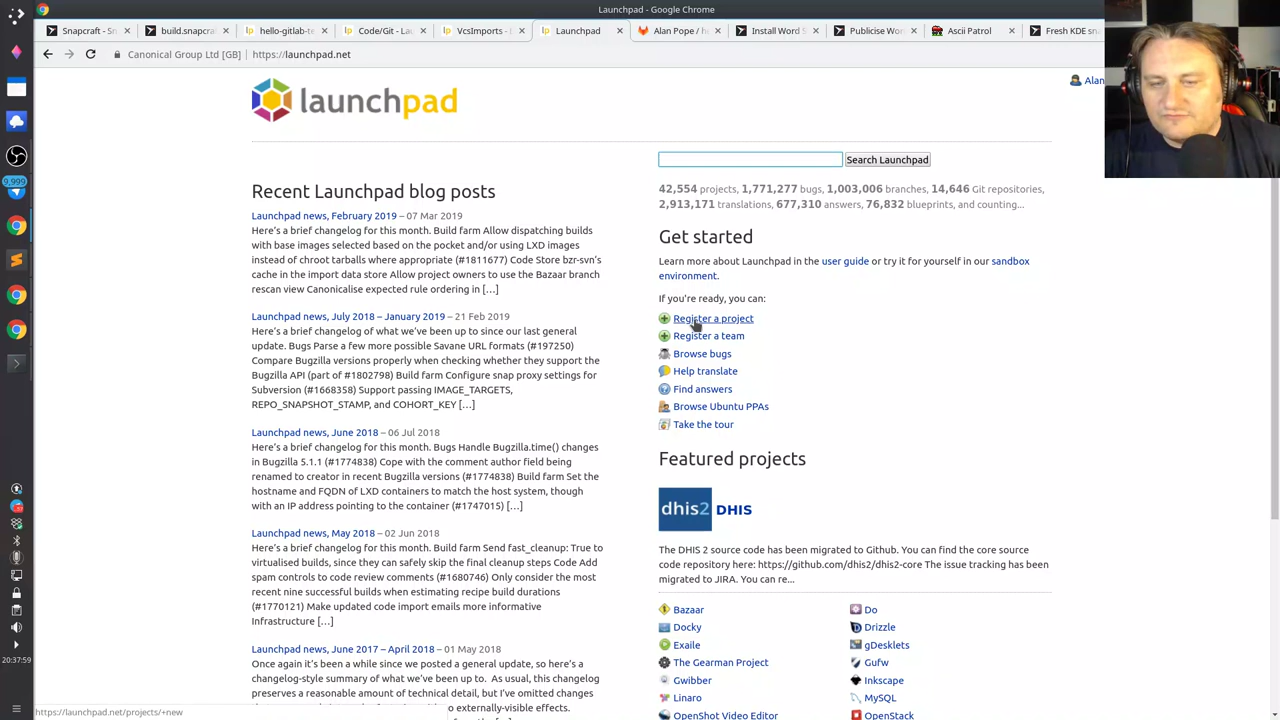 Launchpad - Google Chrome
Snapcraft - Sn
build.snapcra
hello-gitlab-te
Code/Git - Lau
VcsImports - L
Launchpad
Alan Pope / he
Install Word S
Publicise Wor
Ascii Patrol
Fresh KDE sna
Canonical Group Ltd [GB] | https://launchpad.net
Alan
launchpad
Search Launchpad
42,554 projects, 1,771,277 bugs, 1,003,006 branches, 14,646 Git repositories,
2,913,171 translations, 677,310 answers, 76,832 blueprints, and counting...
Recent Launchpad blog posts
Launchpad news, February 2019 – 07 Mar 2019
Here's a brief changelog for this month. Build farm Allow dispatching builds
with base images selected based on the pocket and/or using LXD images
instead of chroot tarballs where appropriate (#1811677) Code Store bzr-svn's
cache in the import data store Allow project owners to use the Bazaar branch
rescan view Canonicalise expected rule ordering in […]
Launchpad news, July 2018 – January 2019 – 21 Feb 2019
Here's a brief changelog of what we've been up to since our last general
update. Bugs Parse a few more possible Savane URL formats (#197250)
Compare Bugzilla versions properly when checking whether they support the
Bugzilla API (part of #1802798) Build farm Configure snap proxy settings for
Subversion (#1668358) Support passing IMAGE_TARGETS,
REPO_SNAPSHOT_STAMP, and COHORT_KEY […]
Launchpad news, June 2018 – 06 Jul 2018
Here's a brief changelog for this month. Bugs Handle Bugzilla.time() changes
in Bugzilla 5.1.1 (#1774838) Cope with the comment author field being
renamed to creator in recent Bugzilla versions (#1774838) Build farm Set the
hostname and FQDN of LXD containers to match the host system, though
with an IP address pointing to the container (#1747015) […]
Launchpad news, May 2018 – 02 Jun 2018
Here's a brief changelog for this month. Build farm Send fast_cleanup: True to
virtualised builds, since they can safely skip the final cleanup steps Code Add
spam controls to code review comments (#1680746) Only consider the most
recent nine successful builds when estimating recipe build durations
(#1770121) Make updated code import emails more informative
Infrastructure […]
Launchpad news, June 2017 – April 2018 – 01 May 2018
Once again it's been a while since we posted a general update, so here's a
changelog-style summary of what we've been up to. As usual, this changelog
preserves a reasonable amount of technical detail, but I've omitted changes
to externally-visible effects.
Get started
Learn more about Launchpad in the user guide or try it for yourself in our sandbox
environment.
If you're ready, you can:
Register a project
Register a team
Browse bugs
Help translate
Find answers
Browse Ubuntu PPAs
Take the tour
Featured projects
dhis2 DHIS
The DHIS 2 source code has been migrated to Github. You can find the core source
code repository here: https://github.com/dhis2/dhis2-core The issue tracking has been
migrated to JIRA. You can re...
Bazaar
Docky
Exaile
The Gearman Project
Gwibber
Linaro
OpenShot Video Editor
Do
Drizzle
gDesklets
Gufw
Inkscape
MySQL
OpenStack
9,999
20:37:59
https://launchpad.net/projects/+new